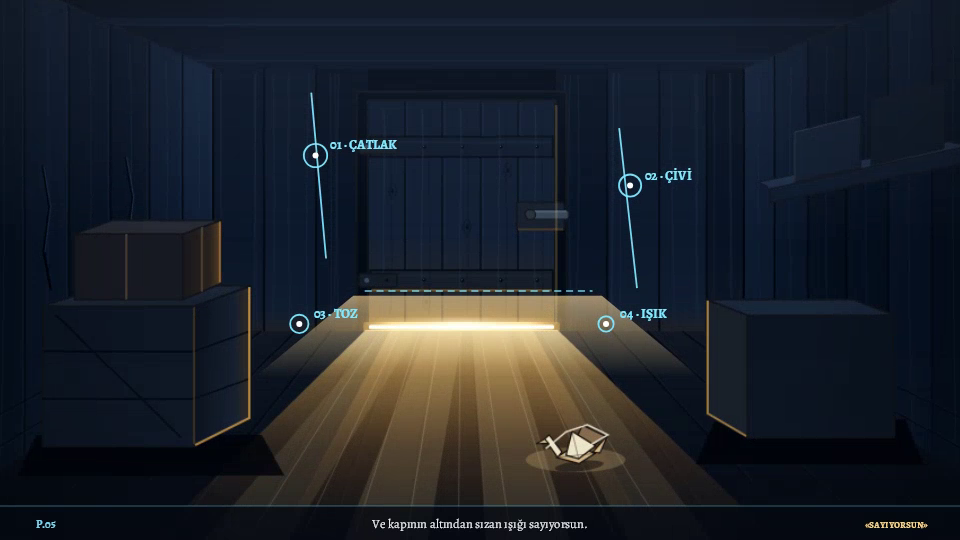 01 · ÇATLAK
02 · ÇİVİ
03 · TOZ
04 · IŞIK
P.05
Ve kapının altından sızan ışığı sayıyorsun.
«SAYIYORSUN»